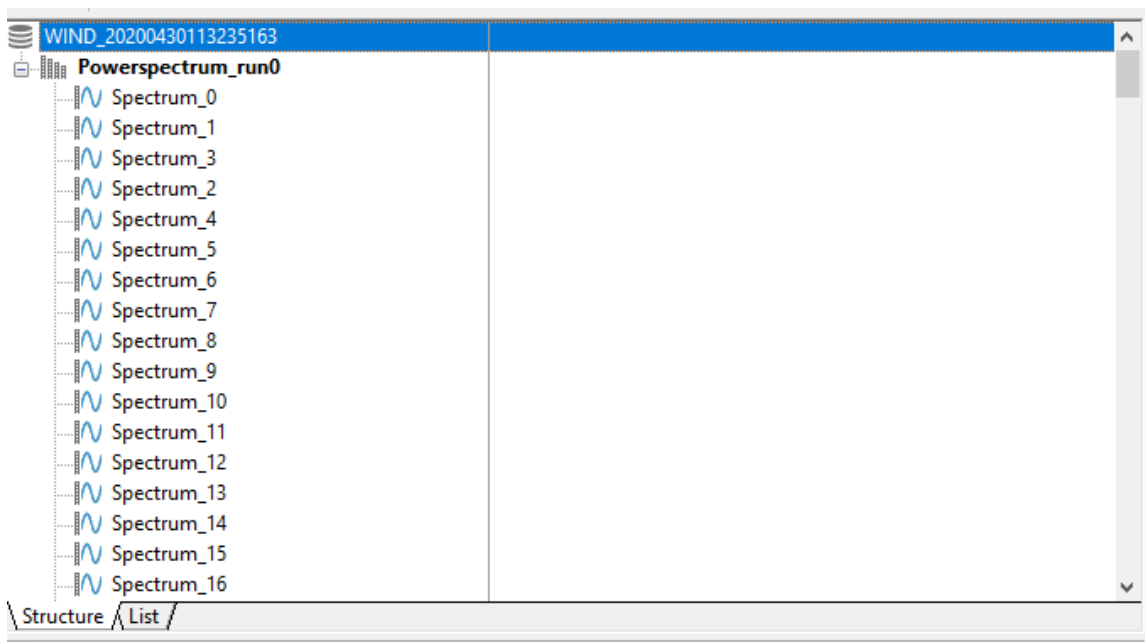 WIND_20200430113235163
Powerspectrum_run0
Spectrum_0
Spectrum_1
Spectrum_3
Spectrum_2
Spectrum_4
Spectrum_5
Spectrum_6
Spectrum_7
Spectrum_8
Spectrum_9
Spectrum_10
Spectrum_11
Spectrum_12
Spectrum_13
Spectrum_14
Spectrum_15
Spectrum_16
Structure List